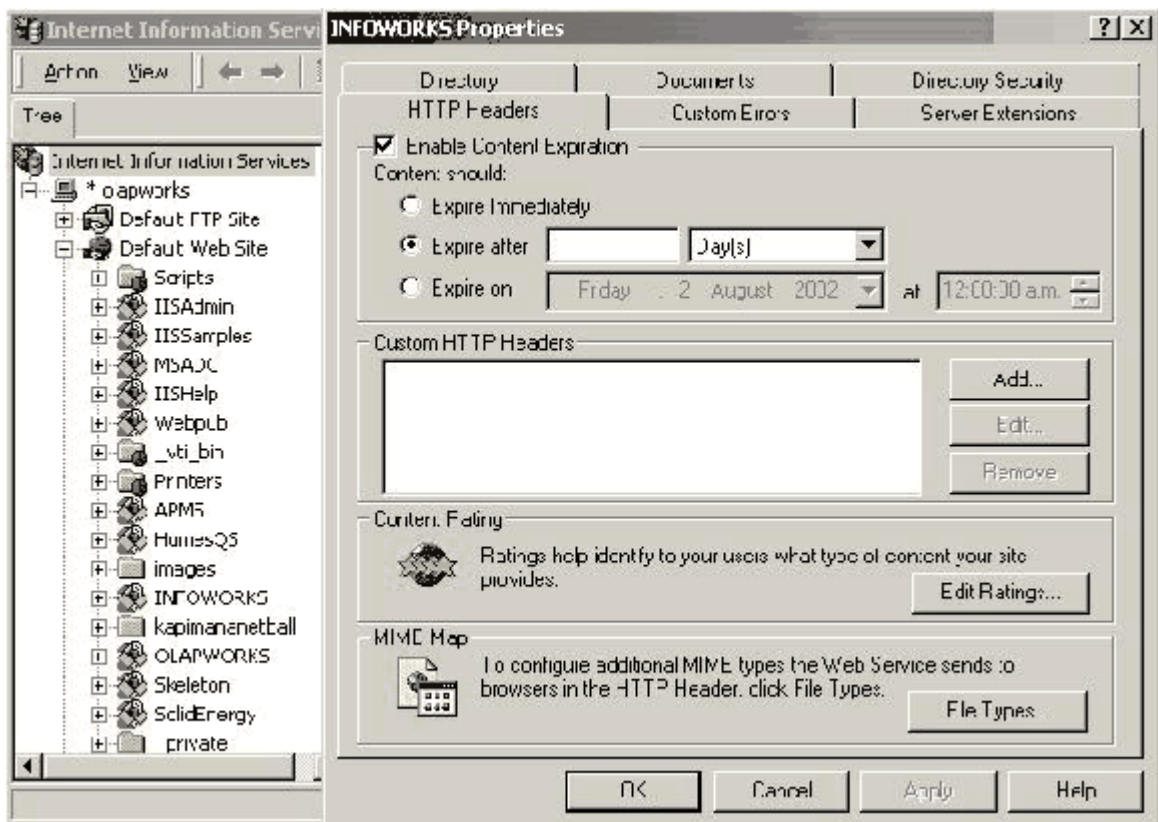 Internet Information Servi
Action View
Tree
Internet Information Services
* olapworks
Default FTP Site
Default Web Site
Scripts
IISAdmin
IISSamples
MSADC
IISHelp
Webpub
_vti_bin
Printers
APMS
images
INFOWORKS
kapimananetball
OLAPWORKS
Skeleton
SolidEnergy
_private
INFOWORKS Properties
Directory Documents Directory Security
HTTP Headers Custom Errors Server Extensions
Enable Content Expiration
Content should:
Expire Immediately
Expire after Day(s)
Expire on Friday , 2 August 2002 at 12:00:00 a.m.
Custom HTTP Headers
Add...
Edit...
Remove
Content Rating
Ratings help identify to your users what type of content your site
provides.
Edit Ratings...
MIME Map
To configure additional MIME types the Web Service sends to
browsers in the HTTP Header, click File Types.
File Types
OK Cancel Apply Help